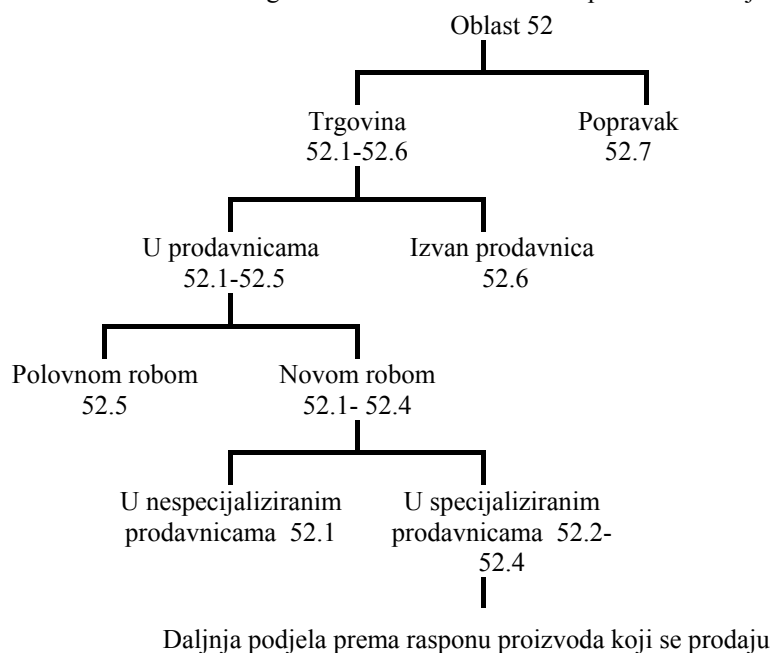 Oblast 52
Trgovina
52.1-52.6
Popravak
52.7
U prodavnicama
52.1-52.5
Izvan prodavnica
52.6
Polovnom robom
52.5
Novom robom
52.1- 52.4
U nespecijaliziranim
prodavnicama 52.1
U specijaliziranim
prodavnicama 52.2-
52.4
Daljnja podjela prema rasponu proizvoda koji se prodaju